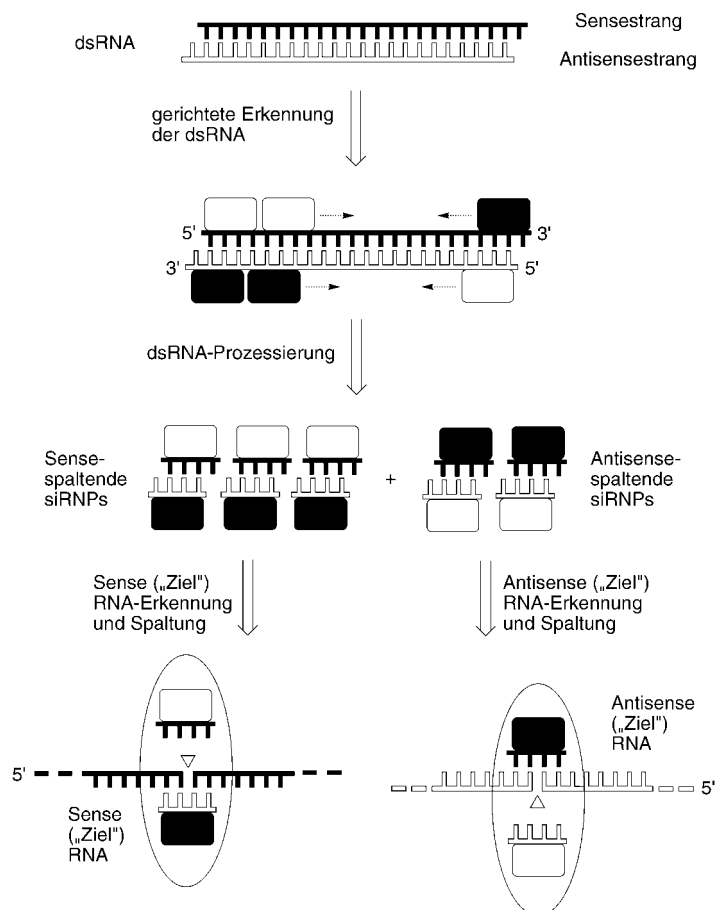 Sensestrang
dsRNA
Antisensestrang
gerichtete Erkennung
der dsRNA
5'
3'
3'
5'
dsRNA-Prozessierung
Sense-
spaltende
siRNPs
+
Antisense-
spaltende
siRNPs
Sense („Ziel")
RNA-Erkennung
und Spaltung
Antisense („Ziel")
RNA-Erkennung
und Spaltung
Antisense
(„Ziel")
RNA
5'
5'
Sense
(„Ziel")
RNA